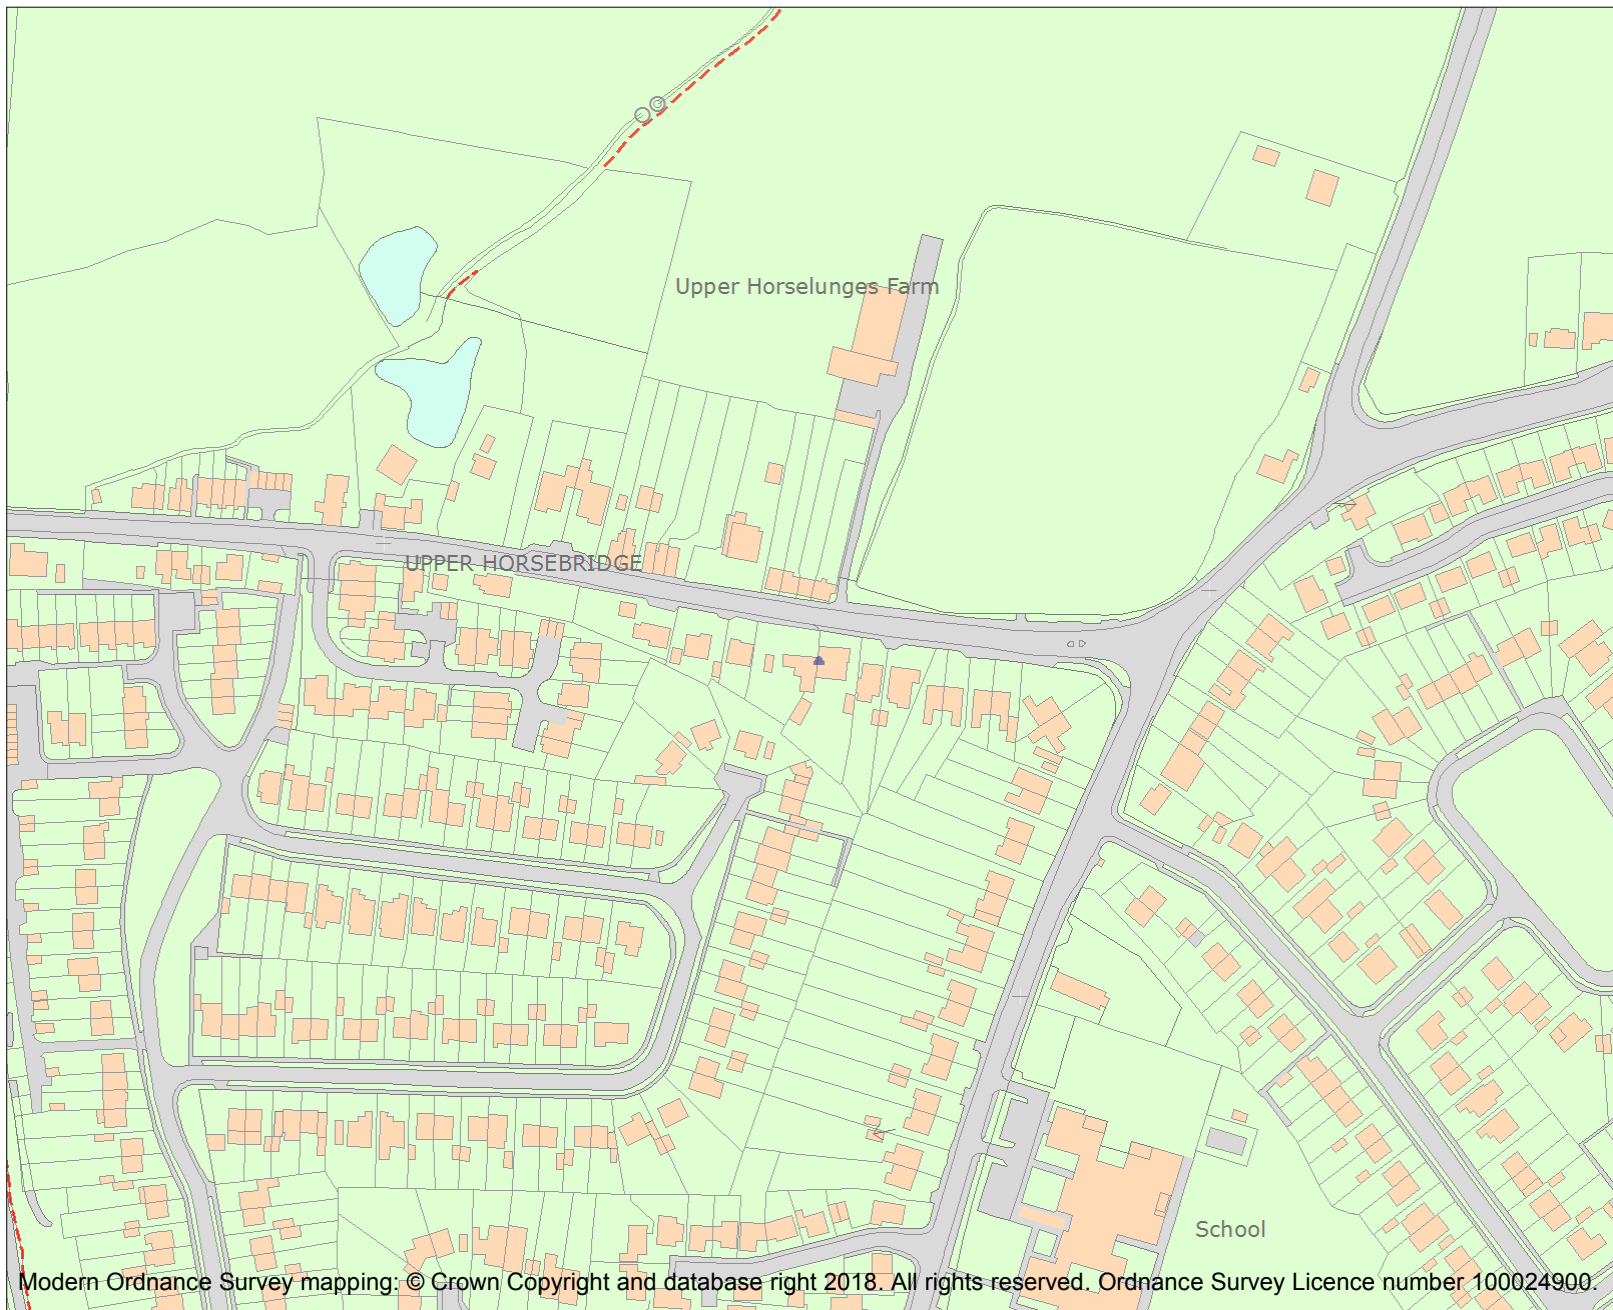 Upper Horselunges Farm
UPPER HORSEBRIDGE
School
Modern Ordnance Survey mapping: © Crown Copyright and database right 2018. All rights reserved. Ordnance Survey Licence number 100024900.